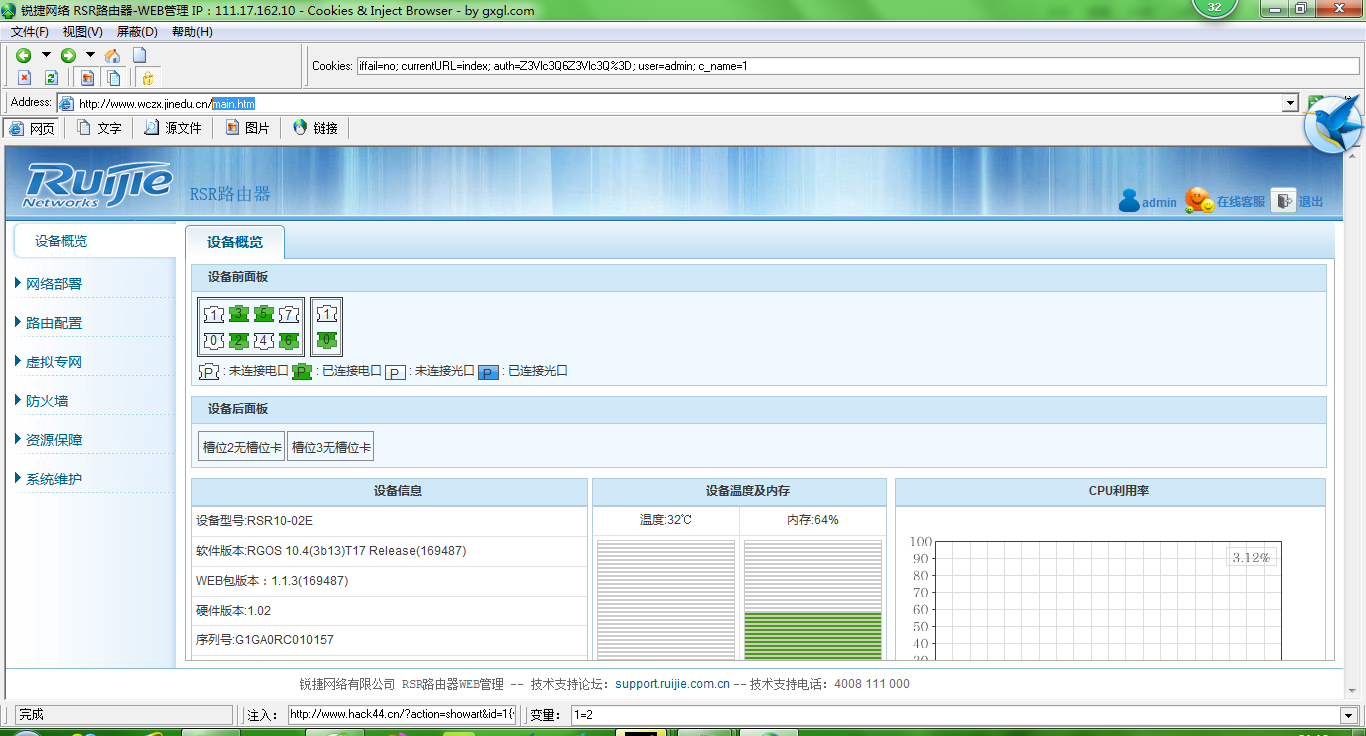 锐捷网络 RSR路由器-WEB管理 IP : 111.17.162.10 - Cookies & Inject Browser - by gxgl.com
32
文件(F) 视图(V) 屏蔽(D) 帮助(H)
Cookies: iffail=no; currentURL=index; auth=Z3Vlc3Q6Z3Vlc3Q%3D; user=admin; c_name=1
Address: http://www.wczx.jinedu.cn/main.htm
网页 文字 源文件 图片 链接
Ruijie Networks RSR路由器
admin 在线客服 退出
设备概览
网络部署
路由配置
虚拟专网
防火墙
资源保障
系统维护
设备概览
设备前面板
1 3 5 7 1
0 2 4 6 0
P : 未连接电口 P : 已连接电口 P : 未连接光口 P : 已连接光口
设备后面板
槽位2无槽位卡 槽位3无槽位卡
设备信息
设备型号:RSR10-02E
软件版本:RGOS 10.4(3b13)T17 Release(169487)
WEB包版本：1.1.3(169487)
硬件版本:1.02
序列号:G1GA0RC010157
设备温度及内存
温度:32℃ 内存:64%
CPU利用率
3.12%
100
90
80
70
60
50
40
30
锐捷网络有限公司 RSR路由器WEB管理 -- 技术支持论坛：support.ruijie.com.cn -- 技术支持电话：4008 111 000
完成 注入： http://www.hack44.cn/?action=showart&id=1{ 变量： 1=2